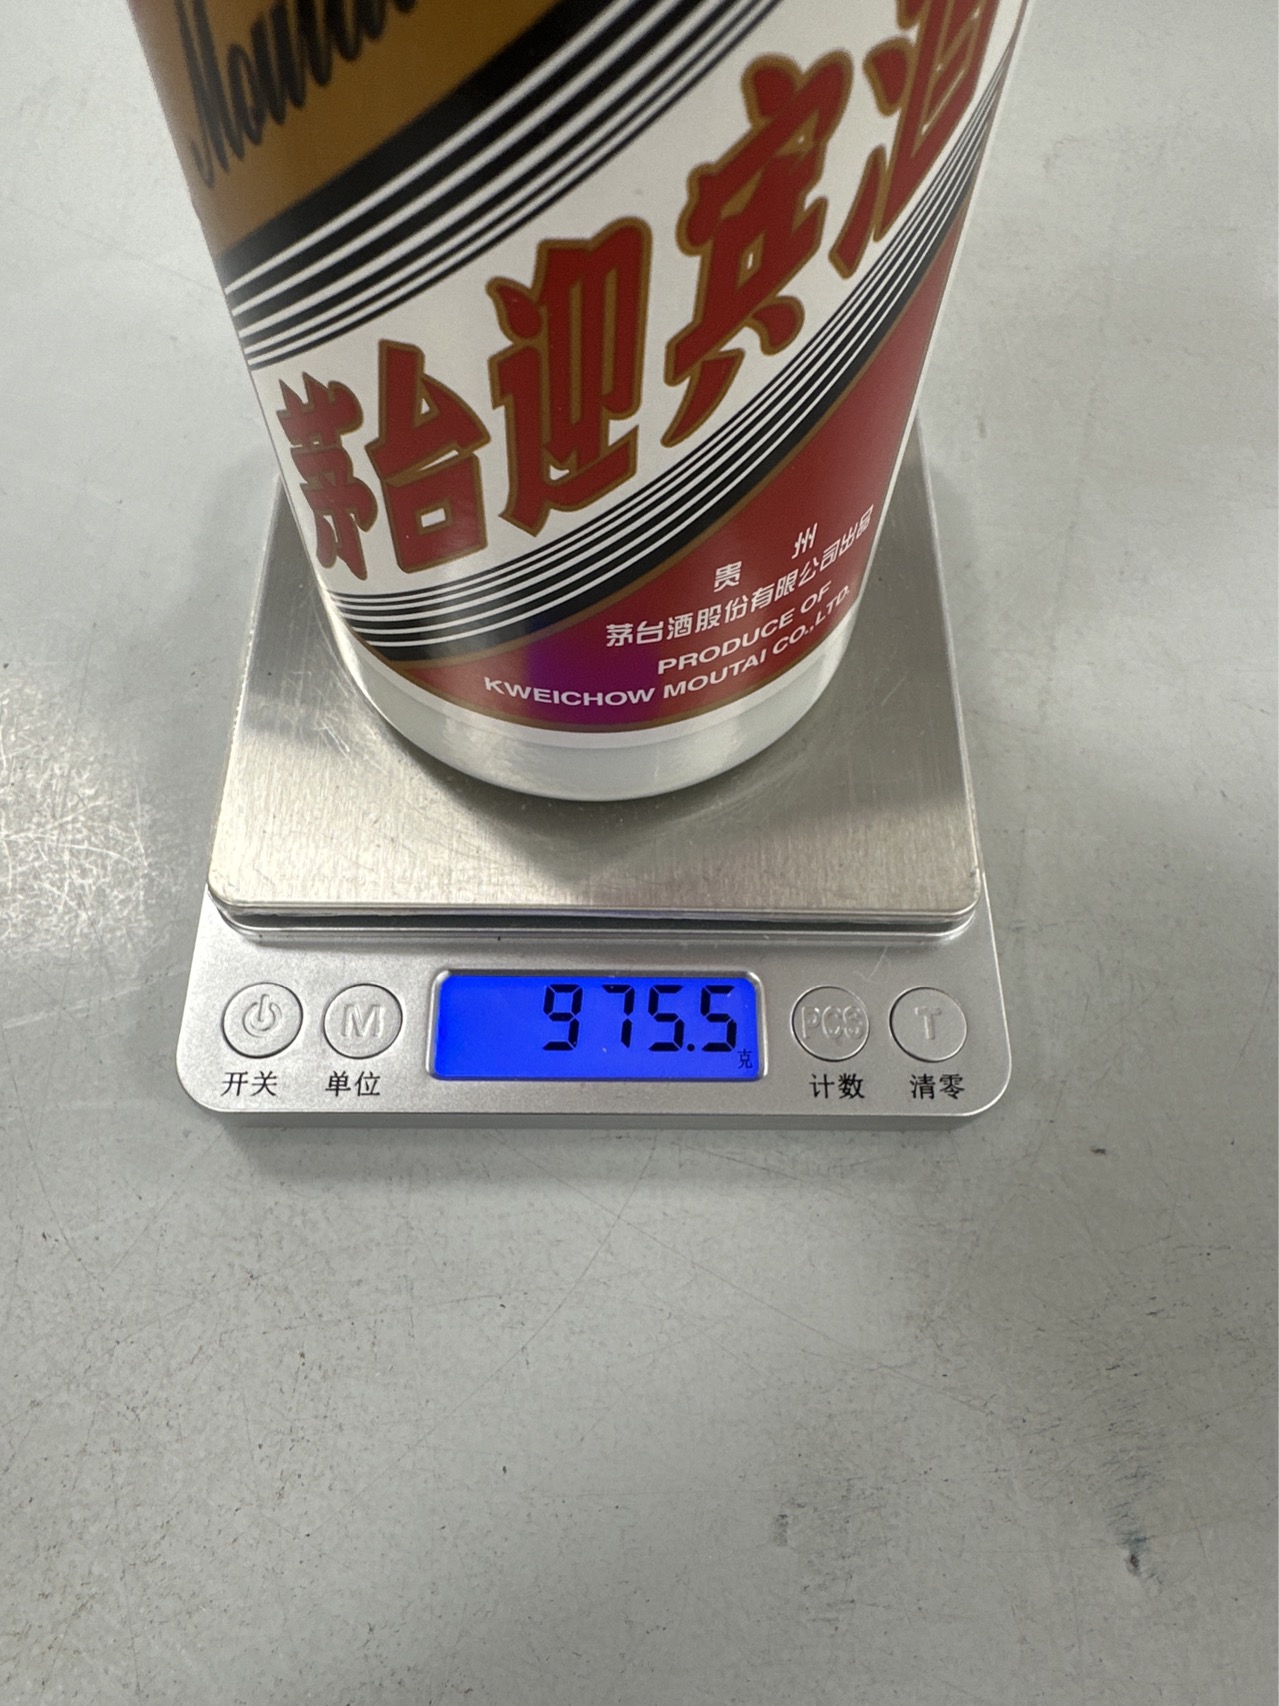 茅台迎宾酒
贵 州
茅台酒股份有限公司出品
PRODUCE OF
KWEICHOW MOUTAI CO.,LTD.
975.5
克
M
PCS
T
开关
单位
计数
清零